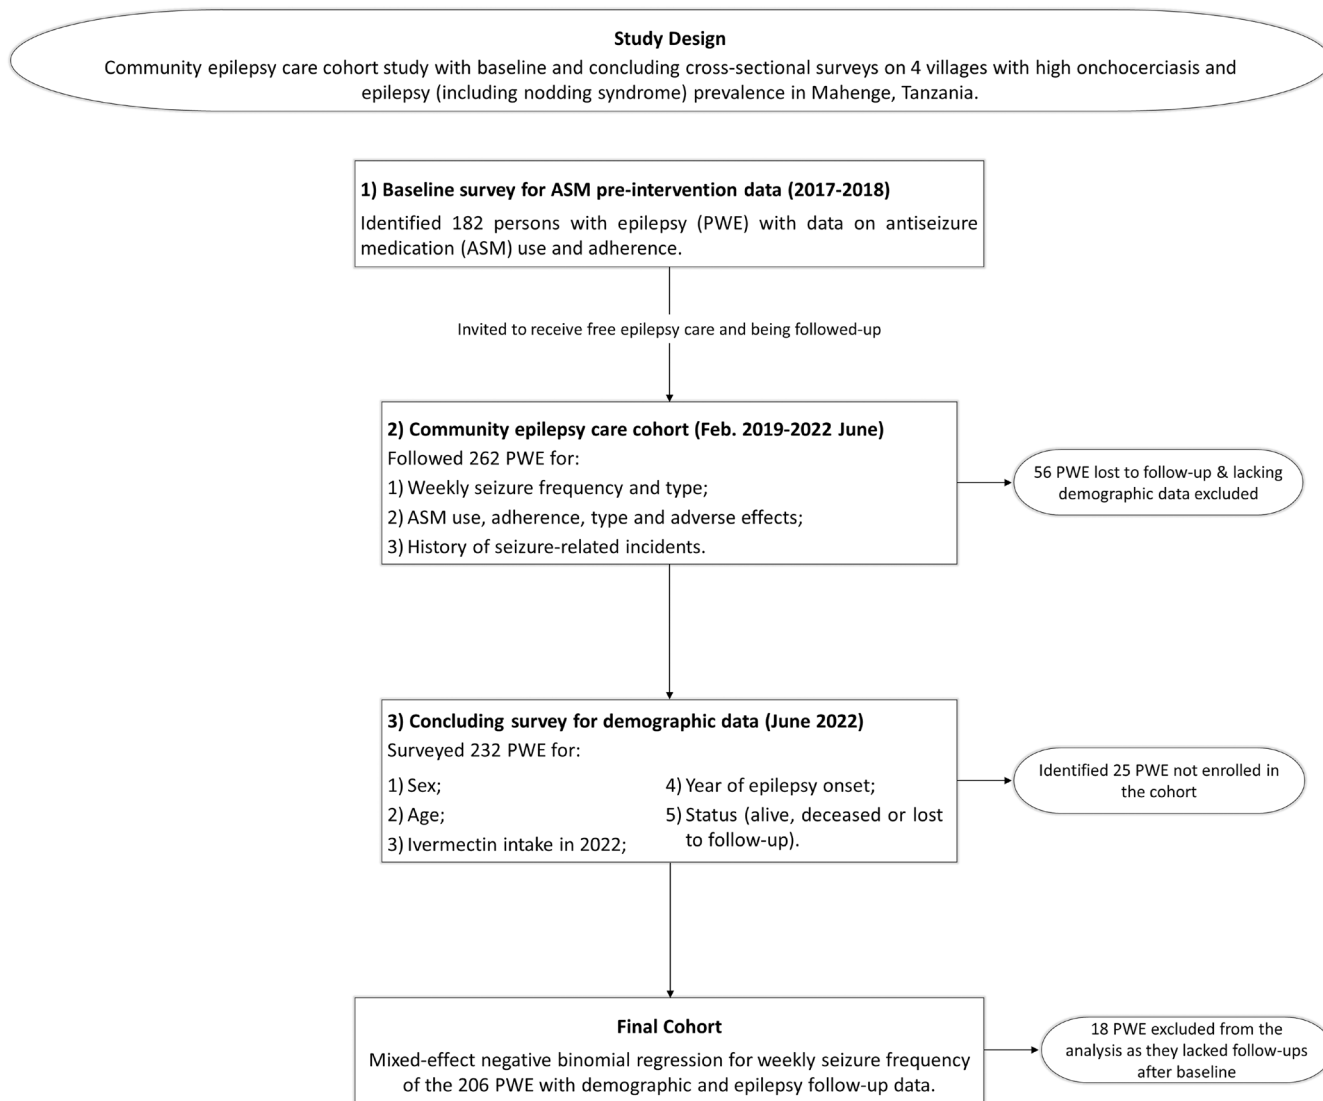 Study Design
Community epilepsy care cohort study with baseline and concluding cross-sectional surveys on 4 villages with high onchocerciasis and
epilepsy (including nodding syndrome) prevalence in Mahenge, Tanzania.
1) Baseline survey for ASM pre-intervention data (2017-2018)
Identified 182 persons with epilepsy (PWE) with data on antiseizure
medication (ASM) use and adherence.
Invited to receive free epilepsy care and being followed-up
2) Community epilepsy care cohort (Feb. 2019-2022 June)
Followed 262 PWE for:
1) Weekly seizure frequency and type;
2) ASM use, adherence, type and adverse effects;
3) History of seizure-related incidents.
56 PWE lost to follow-up & lacking
demographic data excluded
3) Concluding survey for demographic data (June 2022)
Surveyed 232 PWE for:
1) Sex;
2) Age;
3) Ivermectin intake in 2022;
4) Year of epilepsy onset;
5) Status (alive, deceased or lost
to follow-up).
Identified 25 PWE not enrolled in
the cohort
Final Cohort
Mixed-effect negative binomial regression for weekly seizure frequency
of the 206 PWE with demographic and epilepsy follow-up data.
18 PWE excluded from the
analysis as they lacked follow-ups
after baseline